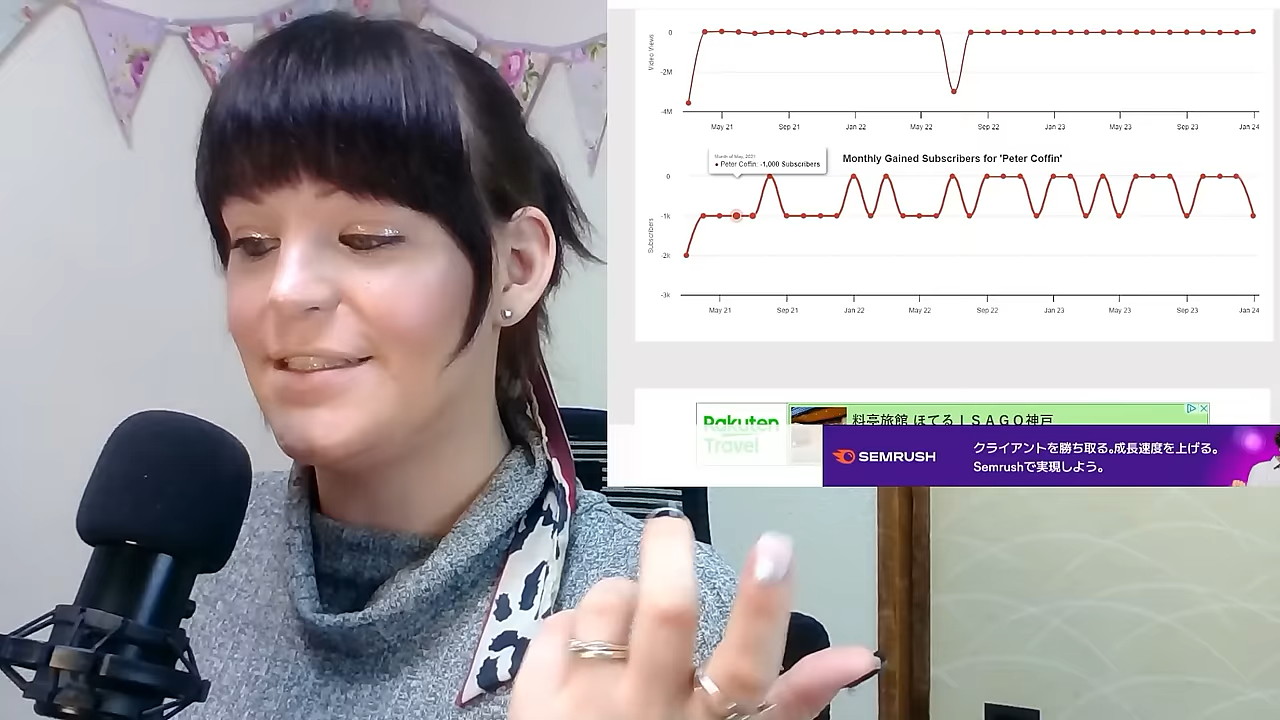 0
-2M
-4M
Video Views
May 21
Sep 21
Jan 22
May 22
Sep 22
Jan 23
May 23
Sep 23
Jan 24
Month of May, 2021
● Peter Coffin: -1,000 Subscribers
Monthly Gained Subscribers for 'Peter Coffin'
0
-1k
-2k
-3k
Subscribers
May 21
Sep 21
Jan 22
May 22
Sep 22
Jan 23
May 23
Sep 23
Jan 24
Rakuten
Travel
料亭旅館 ほてるISAGO神戸
SEMRUSH
クライアントを勝ち取る。成長速度を上げる。
Semrushで実現しよう。